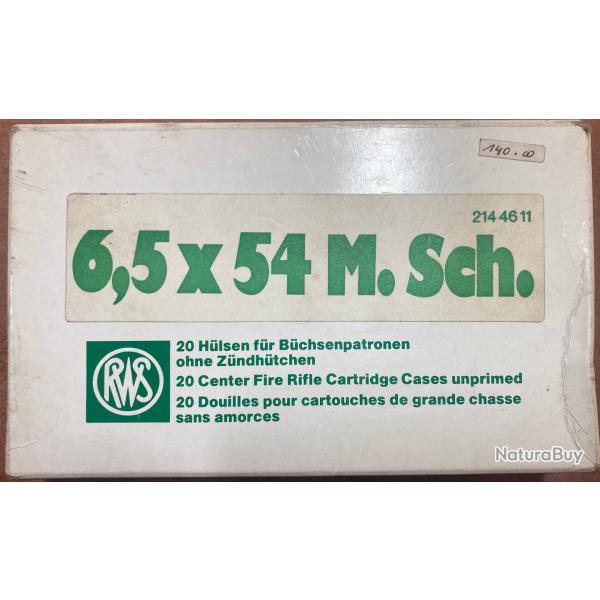 140.00
214 46 11
6,5 x 54 M. Sch.
RWS
20 Hülsen für Büchsenpatronen
ohne Zündhütchen
20 Center Fire Rifle Cartridge Cases unprimed
20 Douilles pour cartouches de grande chasse
sans amorces
NaturaBuy